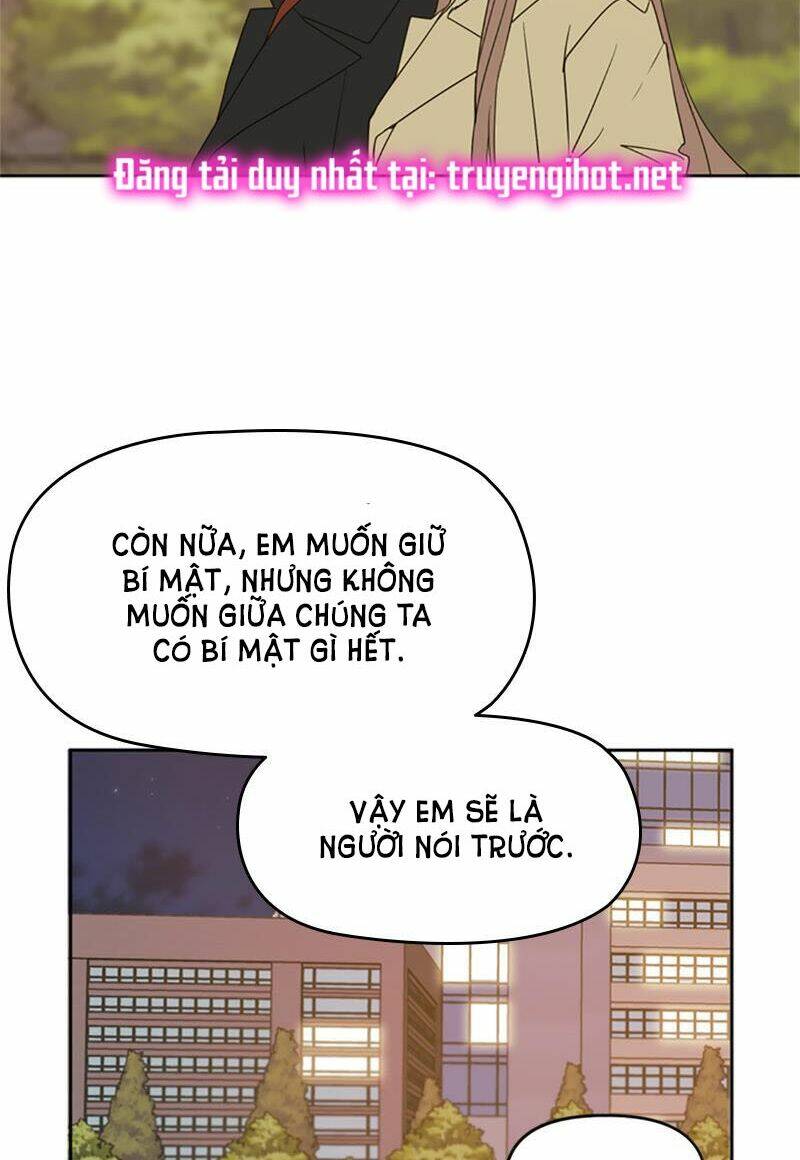 Đăng tải duy nhất tại: truyengihot.net
CÒN NỮA, EM MUỐN GIỮ
BÍ MẬT, NHƯNG KHÔNG
MUỐN GIỮA CHÚNG TA
CÓ BÍ MẬT GÌ HẾT.
VẬY EM SẼ LÀ
NGƯỜI NÓI TRƯỚC.